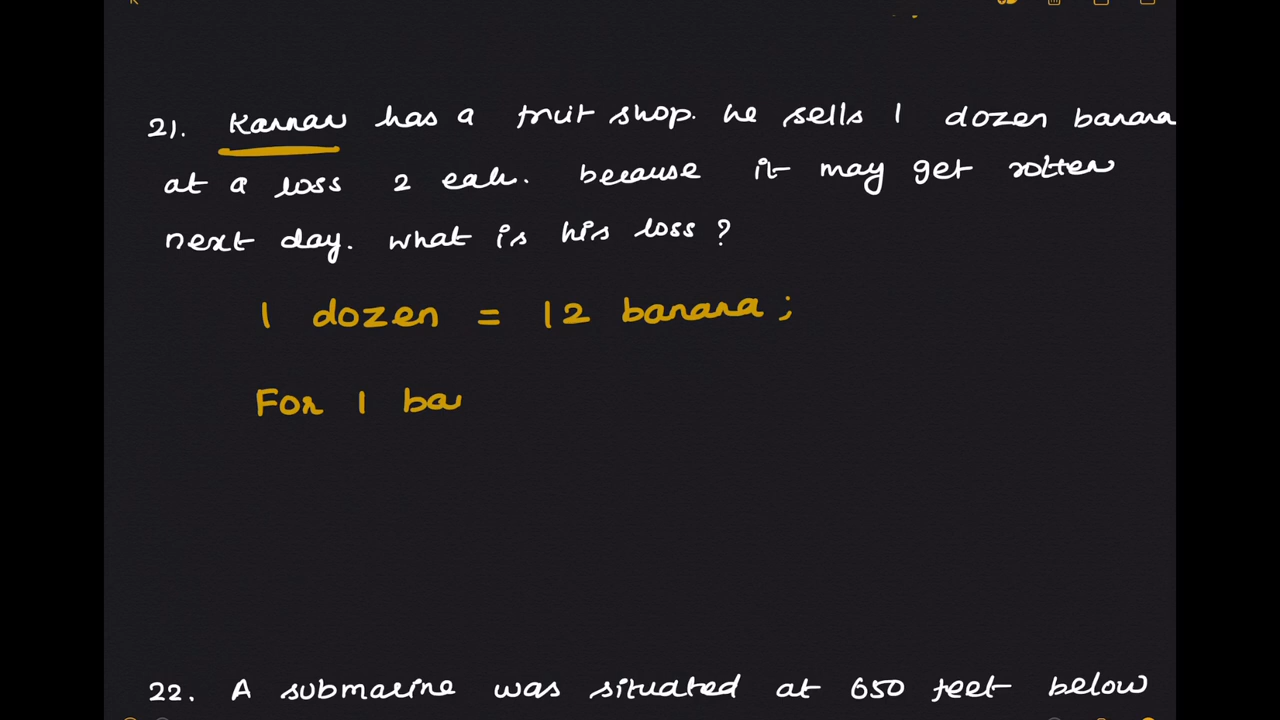 21. Kannan has a fruit shop. he sells 1 dozen banana
at a loss 2 each. because it may get rotten
next day. what is his loss ?
1 dozen = 12 banana ;
For 1 ba
22. A submarine was situated at 650 feet below